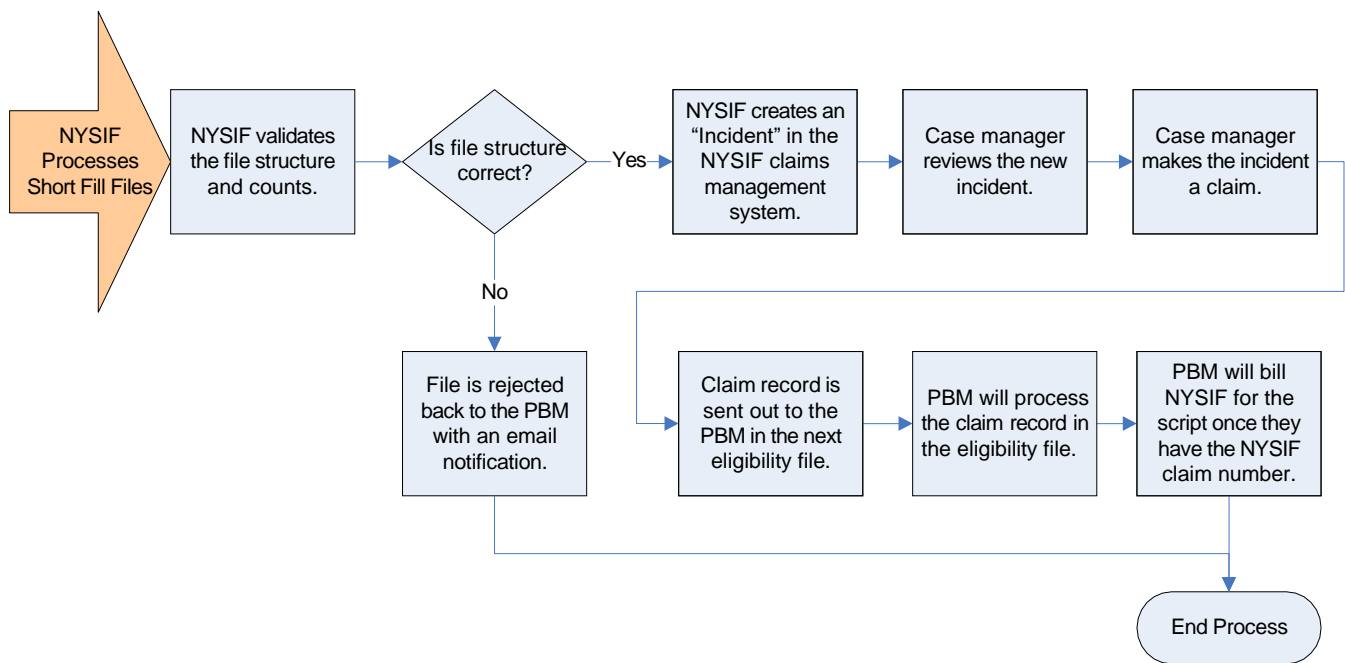 NYSIF
Processes
Short Fill Files
NYSIF validates
the file structure
and counts.
Is file structure
correct?
Yes
NYSIF creates an
“Incident” in the
NYSIF claims
management
system.
Case manager
reviews the new
incident.
Case manager
makes the incident
a claim.
No
File is rejected
back to the PBM
with an email
notification.
Claim record is
sent out to the
PBM in the next
eligibility file.
PBM will process
the claim record in
the eligibility file.
PBM will bill
NYSIF for the
script once they
have the NYSIF
claim number.
End Process